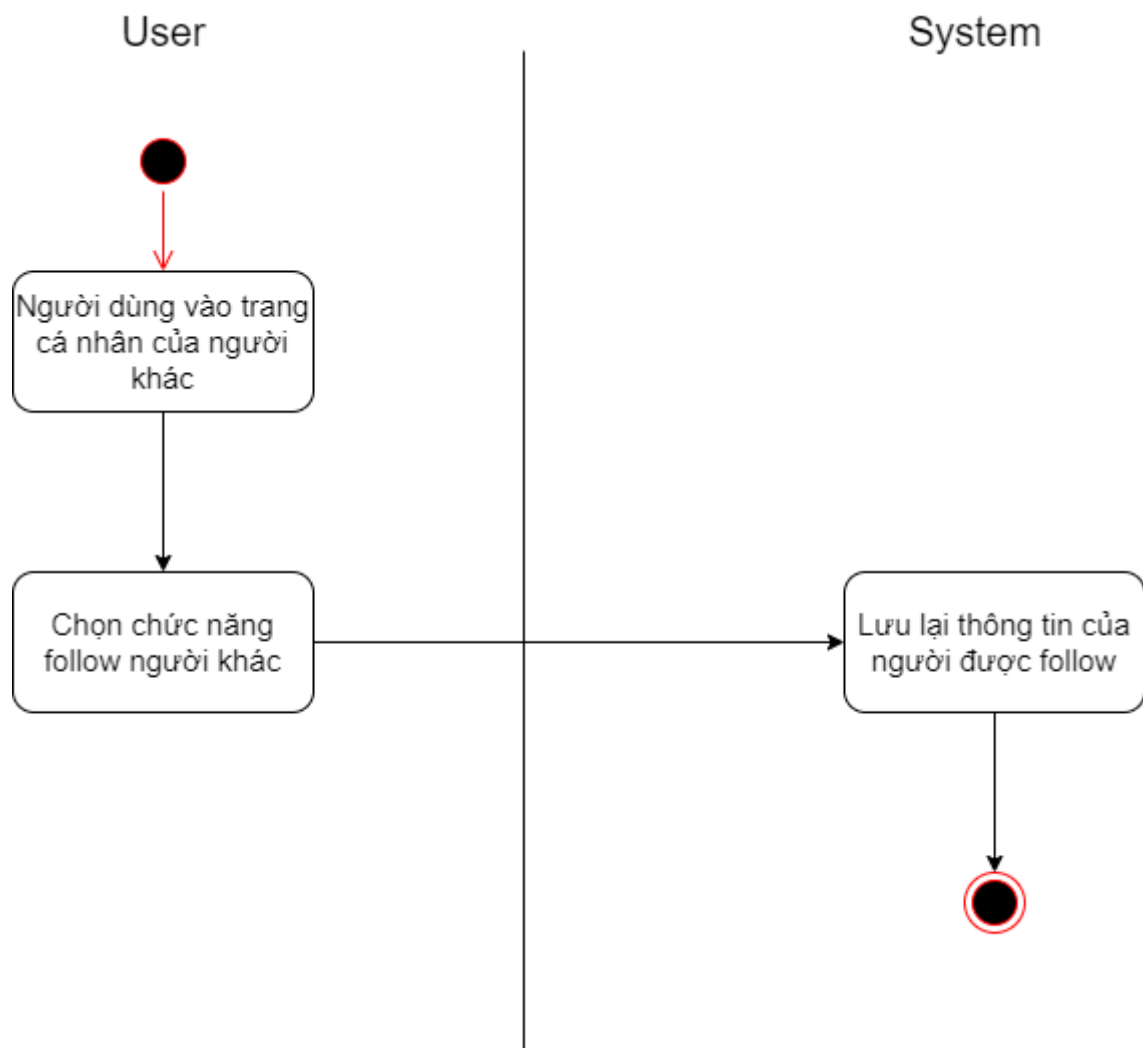 User
System
Người dùng vào trang
cá nhân của người
khác
Chọn chức năng
follow người khác
Lưu lại thông tin của
người được follow